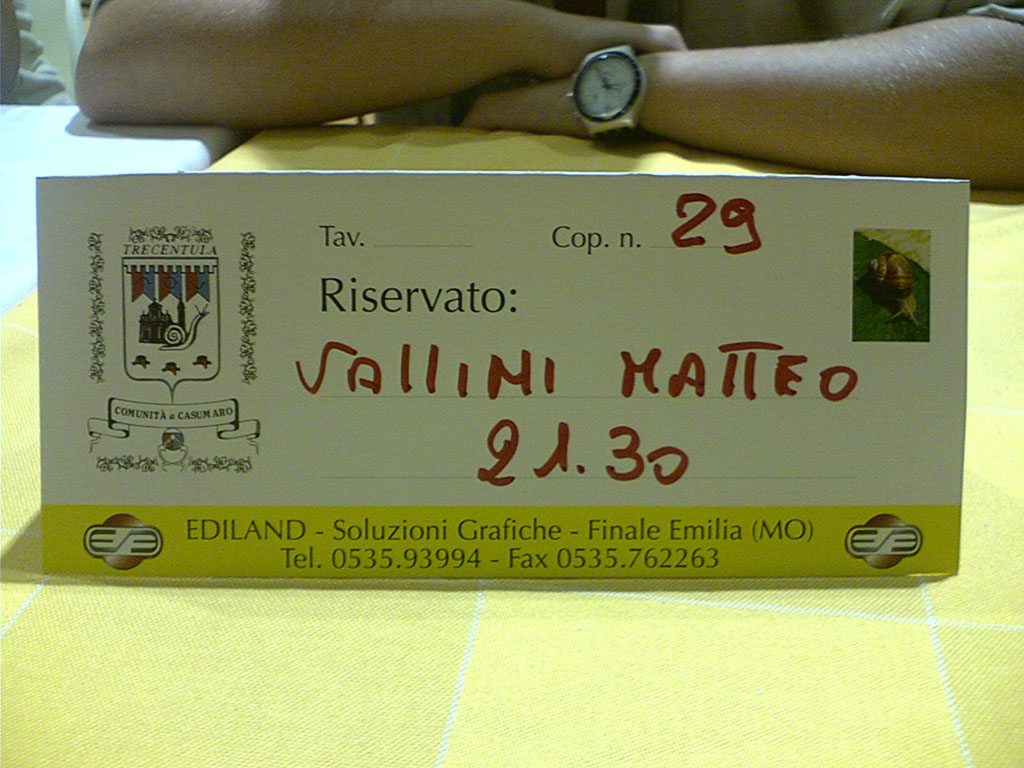 TRECENTULA
COMUNITÀ di CASUMARO
Tav.
Cop. n. 29
Riservato:
VALLINI MATTEO
21.30
EDILAND - Soluzioni Grafiche - Finale Emilia (MO)
Tel. 0535.93994 - Fax 0535.762263